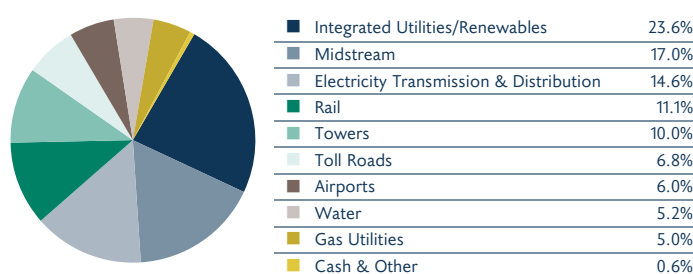 Integrated Utilities/Renewables 23.6%
Midstream 17.0%
Electricity Transmission & Distribution 14.6%
Rail 11.1%
Towers 10.0%
Toll Roads 6.8%
Airports 6.0%
Water 5.2%
Gas Utilities 5.0%
Cash & Other 0.6%